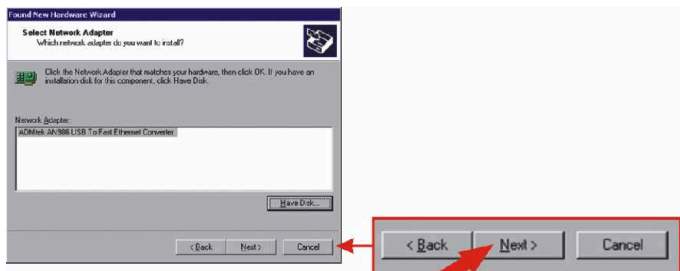 Found New Hardware Wizard
Select Network Adapter
Which network adapter do you want to install?
Click the Network Adapter that matches your hardware, then click OK. If you have an
installation disk for this component, click Have Disk.
Network Adapter:
ADMtek AN986 USB To Fast Ethernet Converter
Have Disk...
< Back Next > Cancel
< Back Next > Cancel